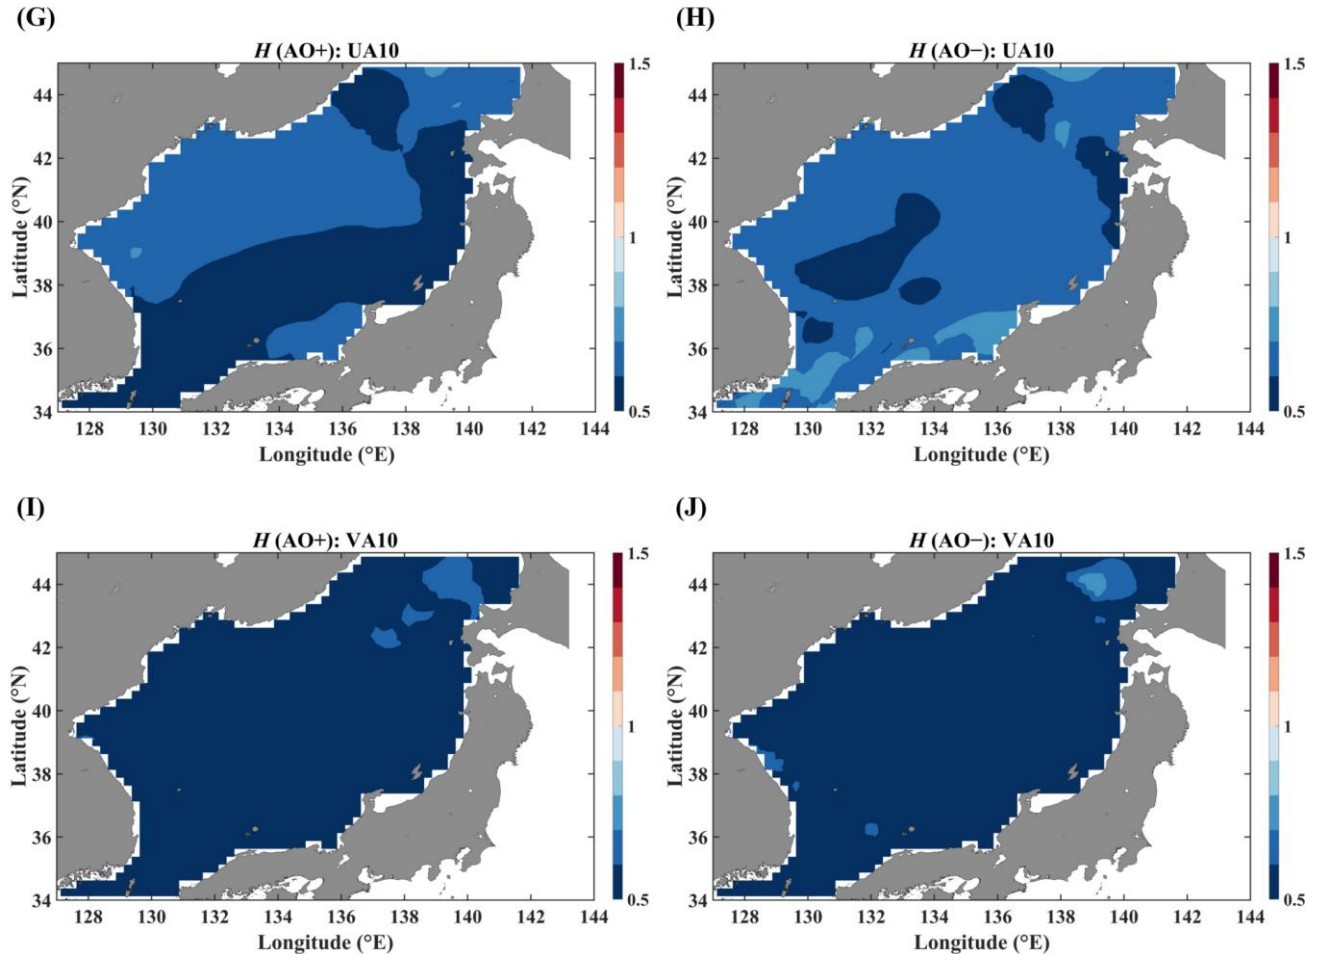 (G)
H (AO+): UA10
44
42
40
38
36
34
Latitude (°N)
128 130 132 134 136 138 140 142 144
Longitude (°E)
1.5
1
0.5
(H)
H (AO−): UA10
44
42
40
38
36
34
Latitude (°N)
128 130 132 134 136 138 140 142 144
Longitude (°E)
1.5
1
0.5
(I)
H (AO+): VA10
44
42
40
38
36
34
Latitude (°N)
128 130 132 134 136 138 140 142 144
Longitude (°E)
1.5
1
0.5
(J)
H (AO−): VA10
44
42
40
38
36
34
Latitude (°N)
128 130 132 134 136 138 140 142 144
Longitude (°E)
1.5
1
0.5